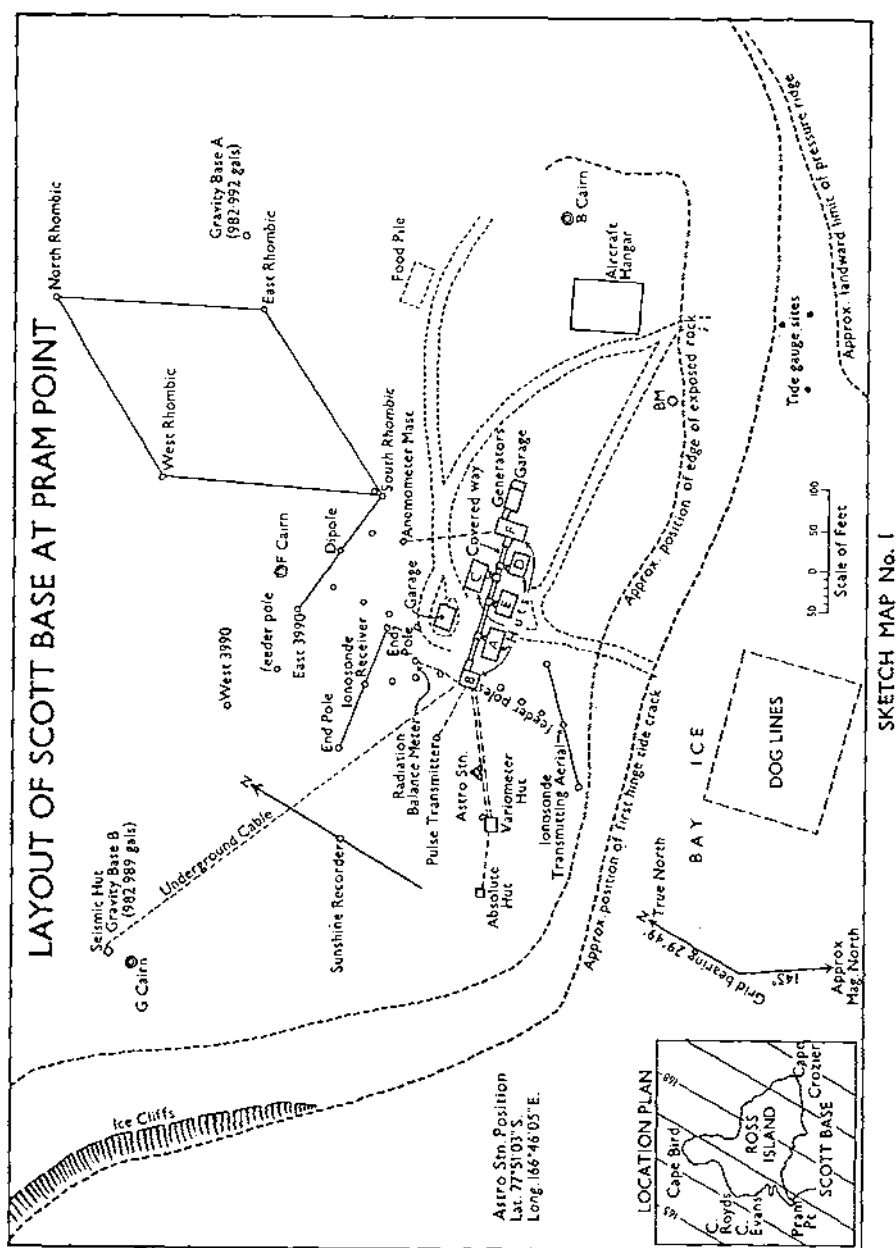 LAYOUT OF SCOTT BASE AT PRAM POINT
North Rhombic
West Rhombic
Gravity Base A
(982·992 gals)
East Rhombic
South Rhombic
Seismic Hut
Gravity Base B
(982·989 gals)
G Cairn
Underground Cable
N
Sunshine Recorder
West 3990
feeder pole
F Cairn
East 3990
Dipole
Ionosonde
Receiver
End Pole
End
Pole
Garage
Anemometer Mast
Food Pile
Radiation
Balance Meter
Pulse Transmitter
Covered way
Generators
Garage
A
B
C
D
E
F
HUTS
feeder poles
Astro Stn.
Variometer
Hut
Absolute
Hut
Ionosonde
Transmitting Aerial
B Cairn
Aircraft
Hangar
BM
Approx. position of edge of exposed rock
Approx. position of first hinge tide crack
Approx. landward limit of pressure ridge
Tide gauge sites
Ice Cliffs
Astro Stn. Position
Lat. 77°51'03"S.
Long. 166°46'05"E.
BAY ICE
DOG LINES
50 0 50 100
Scale of Feet
N
True North
Grid bearing 29°49'
145°
Approx
Mag. North
LOCATION PLAN
Cape Bird
168
165
C.
Royds
C.
Evans
ROSS
ISLAND
Cape
Crozier
Pram
Pt
SCOTT BASE
SKETCH MAP No. 1